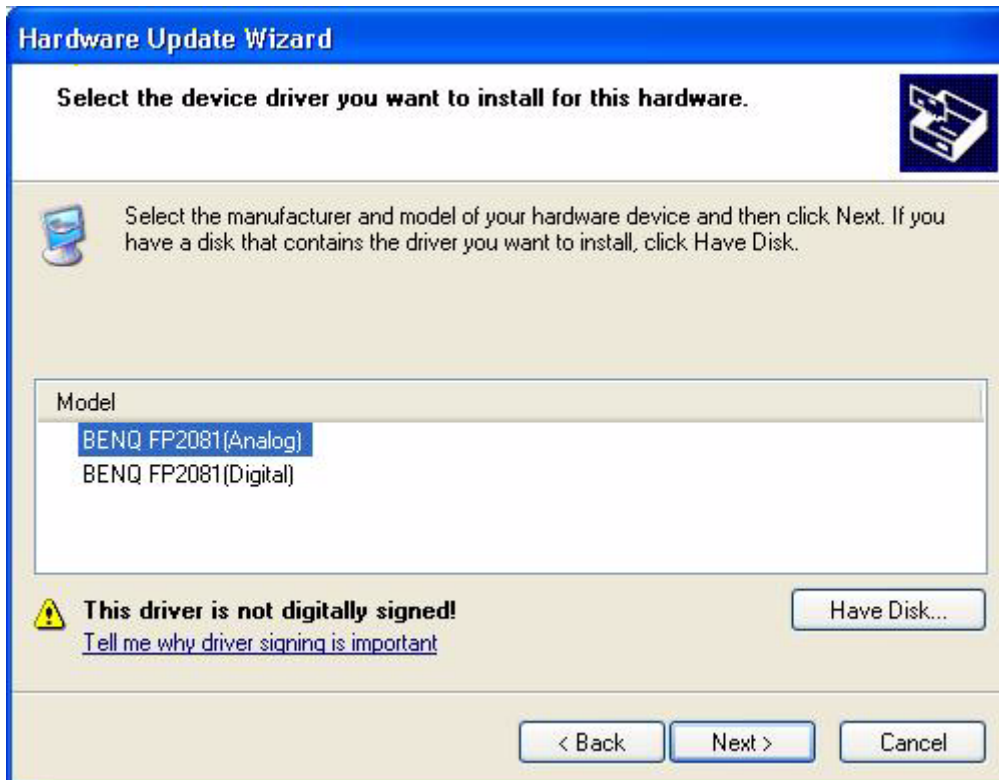 Hardware Update Wizard
Select the device driver you want to install for this hardware.
Select the manufacturer and model of your hardware device and then click Next. If you
have a disk that contains the driver you want to install, click Have Disk.
Model
BENQ FP2081(Analog)
BENQ FP2081(Digital)
This driver is not digitally signed!
Have Disk...
Tell me why driver signing is important
< Back
Next >
Cancel